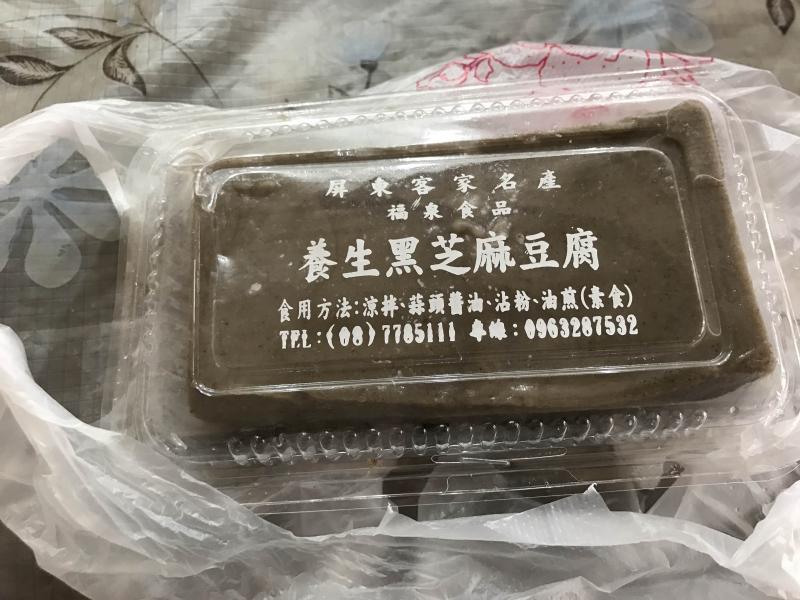 屏東客家名產
福泉食品
養生黑芝麻豆腐
食用方法:涼拌、蒜頭醬油、沾粉、油煎(素食)
TEL:(08)7785111 專線:0963287532